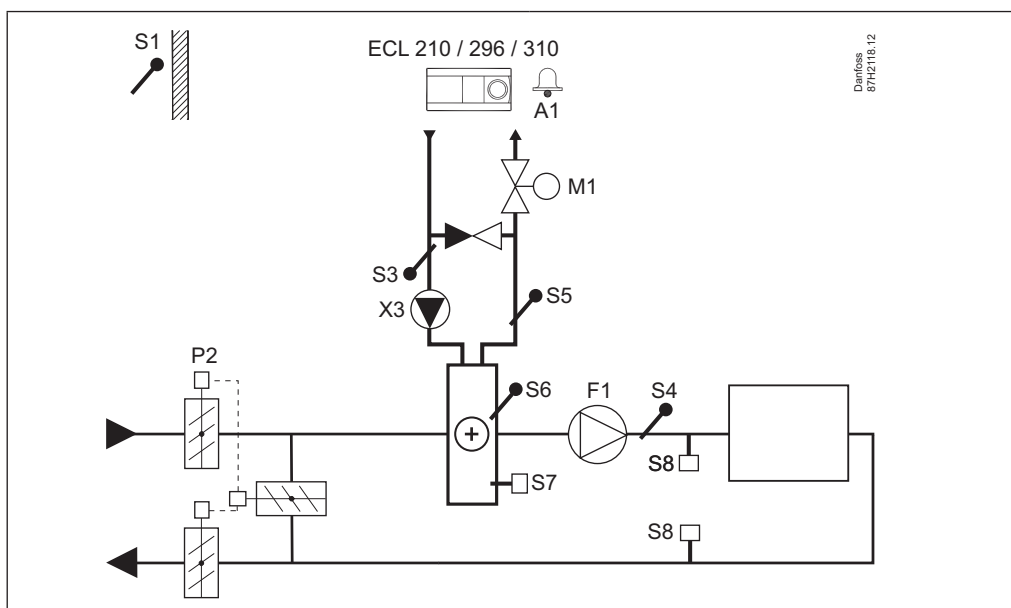 S1
ECL 210 / 296 / 310
A1
Danfoss
87H2118.12
M1
S3
S5
X3
P2
S6
F1
S4
S8
S7
S8